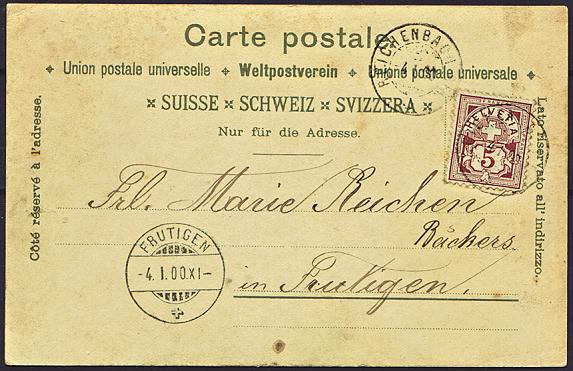 Carte postale
Union postale universelle Weltpostverein Unione postale universale
SUISSE SCHWEIZ SVIZZERA
Nur für die Adresse.
Côté réservé à l'adresse.
Lato riservato all' indirizzo.
REICHENBACH
HELVETIA
5
Frl. Marie Reichen
Bäckers
in Frutigen.
FRUTIGEN
-4.I.00.XI-